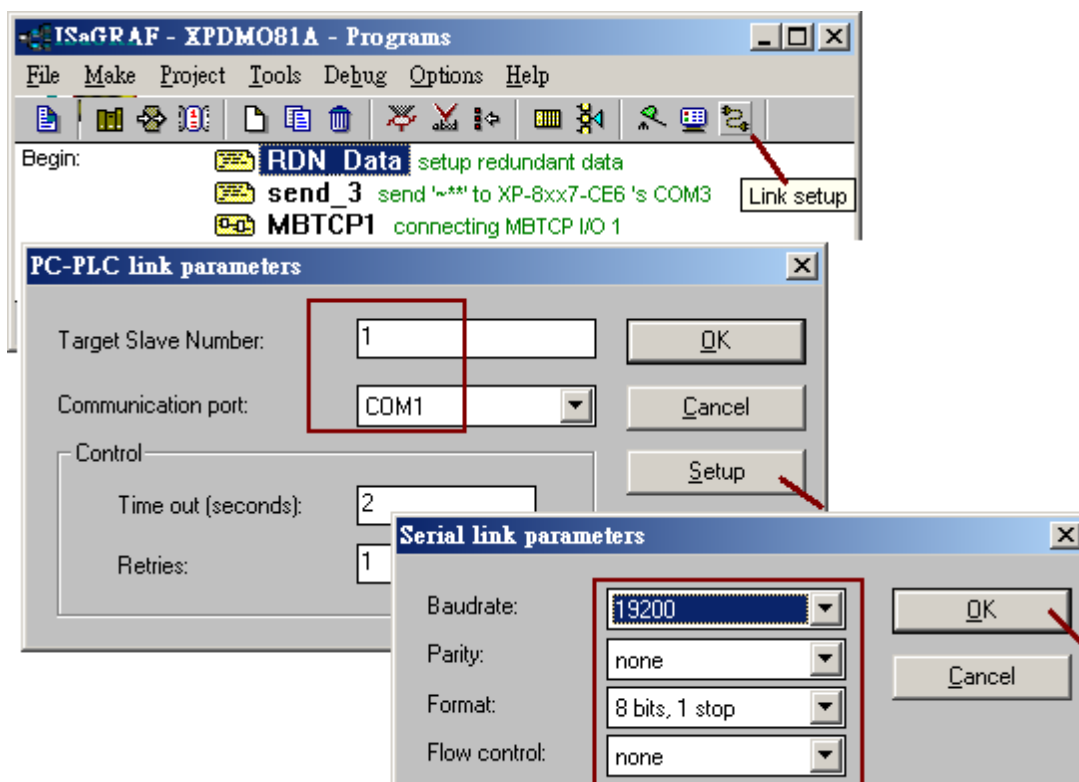 ISaGRAF - XPDMO81A - Programs
File Make Project Tools Debug Options Help
Begin: RDN_Data setup redundant data
send_3 send '~**' to XP-8xx7-CE6 's COM3
Link setup
MBTCP1 connecting MBTCP I/O 1
PC-PLC link parameters
Target Slave Number: 1 OK
Communication port: COM1 Cancel
Control
Setup
Time out (seconds): 2
Retries: 1
Serial link parameters
Baudrate: 19200 OK
Parity: none Cancel
Format: 8 bits, 1 stop
Flow control: none